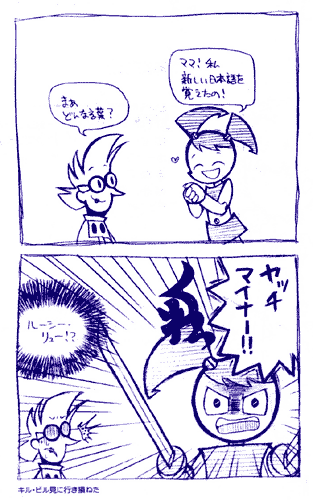 ママ！私
新しい日本語を
覚えたの！
まぁ
どんな言葉？
ヤッチ
マイナー!!
ルーシー・
リュー!?
キル・ビル見に行き損ねた